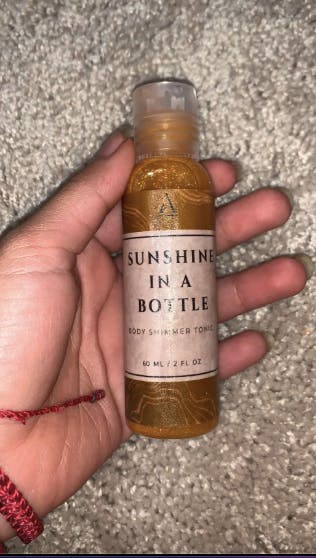 SUNSHINE
IN A
BOTTLE
BODY SHIMMER TONIC
60 ML / 2 FL OZ